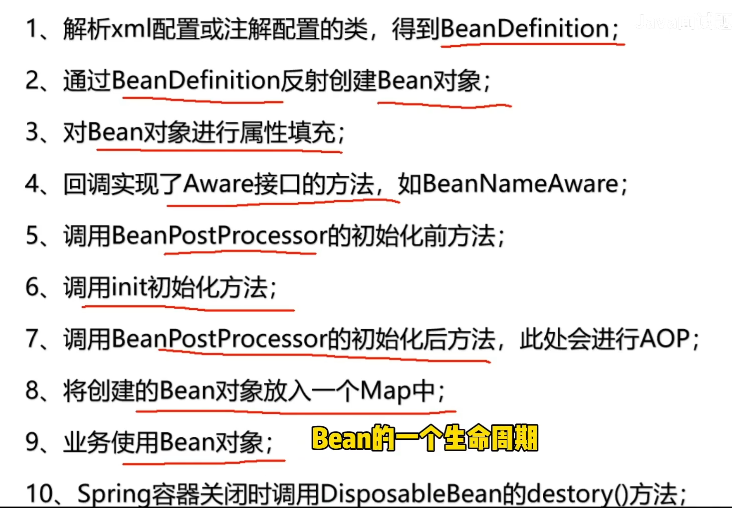 1、解析xml配置或注解配置的类，得到BeanDefinition；
2、通过BeanDefinition反射创建Bean对象；
3、对Bean对象进行属性填充；
4、回调实现了Aware接口的方法，如BeanNameAware；
5、调用BeanPostProcessor的初始化前方法；
6、调用init初始化方法；
7、调用BeanPostProcessor的初始化后方法，此处会进行AOP；
8、将创建的Bean对象放入一个Map中；
9、业务使用Bean对象；
Bean的一个生命周期
10、Spring容器关闭时调用DisposableBean的destory()方法；